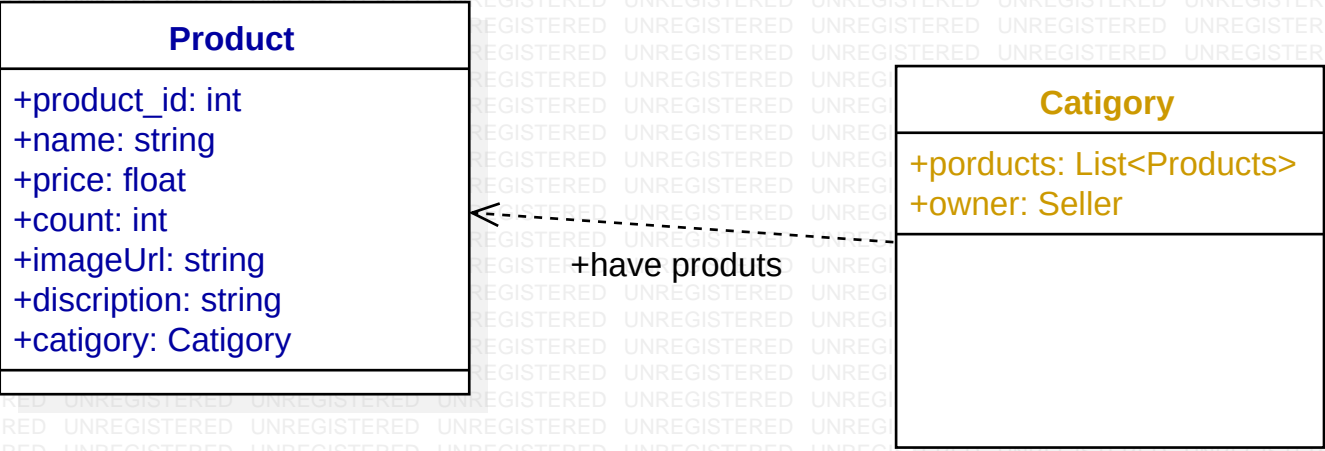 Product
+product_id: int
+name: string
+price: float
+count: int
+imageUrl: string
+discription: string
+catigory: Catigory
+have produts
Catigory
+porducts: List<Products>
+owner: Seller
UNREGISTERED